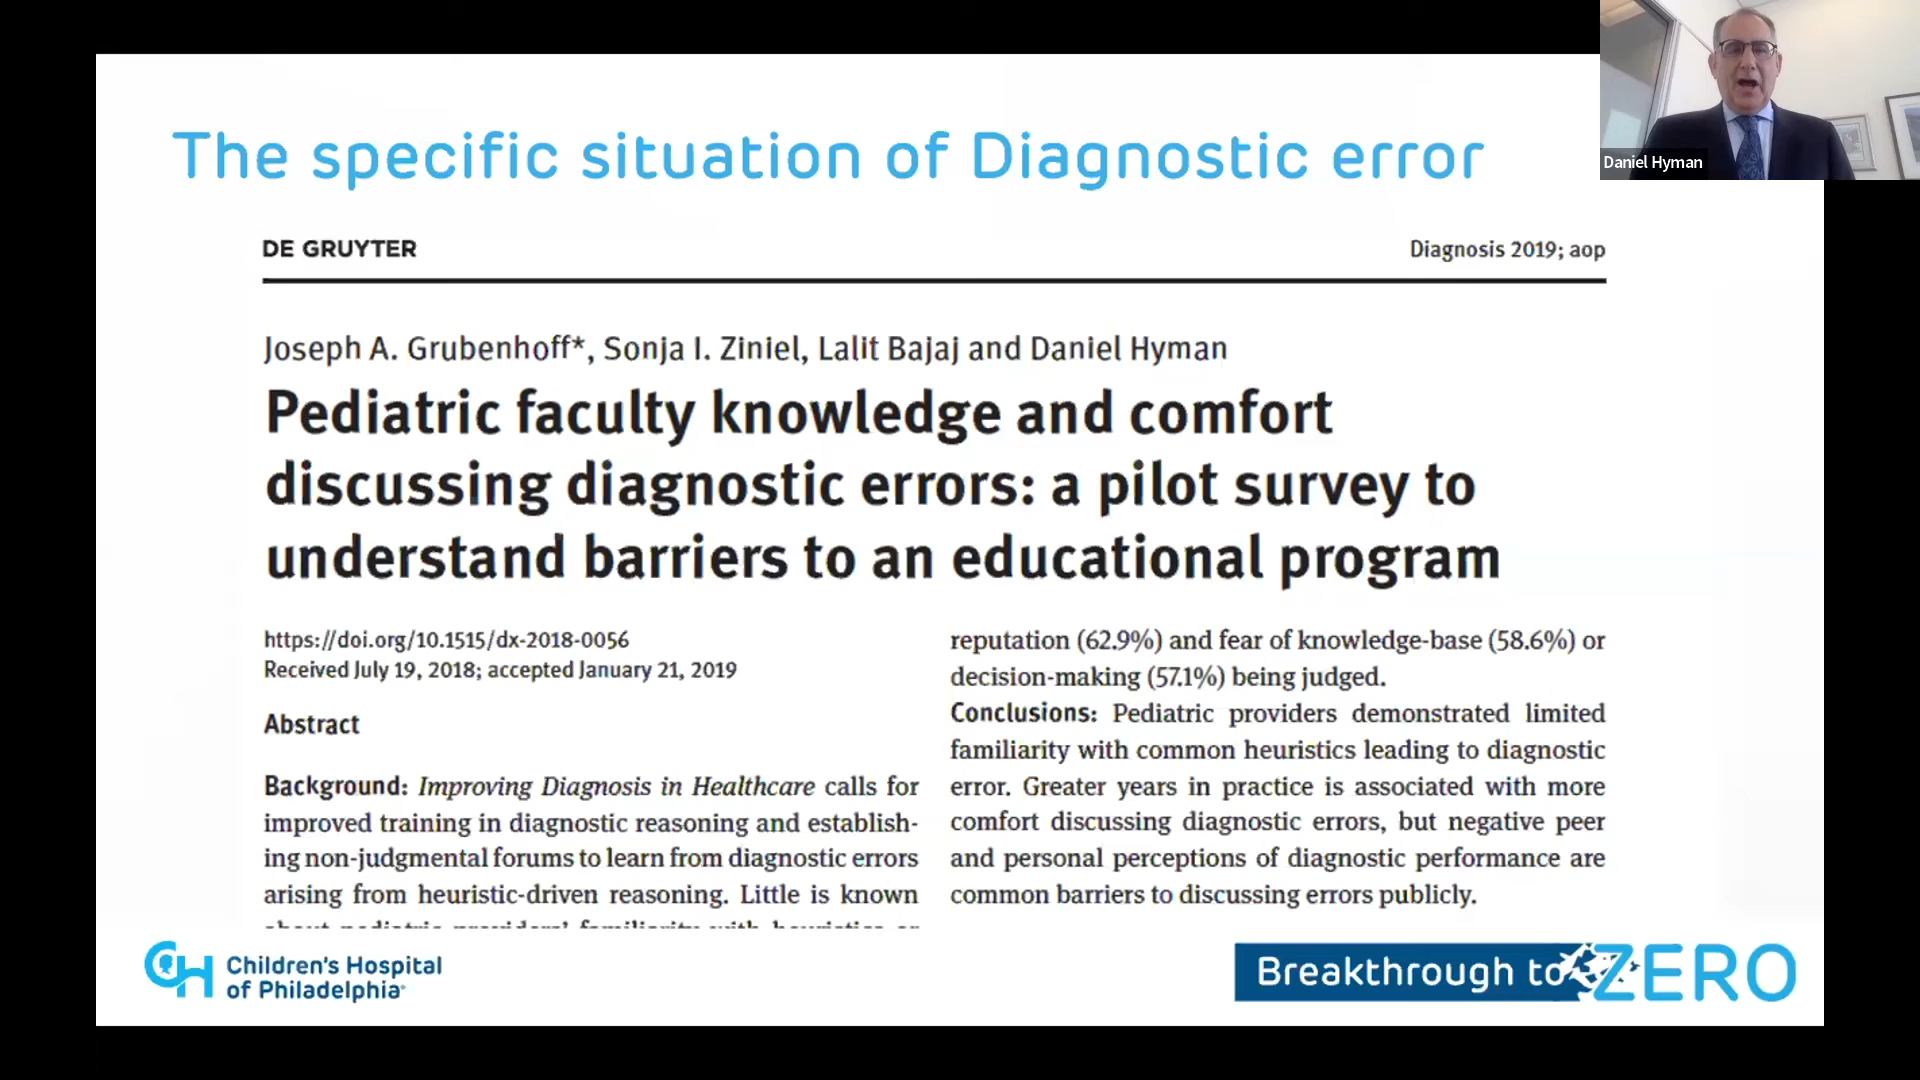 The specific situation of Diagnostic error
Daniel Hyman
DE GRUYTER
Diagnosis 2019; aop
Joseph A. Grubenhoff*, Sonja I. Ziniel, Lalit Bajaj and Daniel Hyman
Pediatric faculty knowledge and comfort
discussing diagnostic errors: a pilot survey to
understand barriers to an educational program
https://doi.org/10.1515/dx-2018-0056
Received July 19, 2018; accepted January 21, 2019
Abstract
Background: Improving Diagnosis in Healthcare calls for
improved training in diagnostic reasoning and establish-
ing non-judgmental forums to learn from diagnostic errors
arising from heuristic-driven reasoning. Little is known
about pediatric providers' familiarity with heuristics or
reputation (62.9%) and fear of knowledge-base (58.6%) or
decision-making (57.1%) being judged.
Conclusions: Pediatric providers demonstrated limited
familiarity with common heuristics leading to diagnostic
error. Greater years in practice is associated with more
comfort discussing diagnostic errors, but negative peer
and personal perceptions of diagnostic performance are
common barriers to discussing errors publicly.
CH Children's Hospital
of Philadelphia
Breakthrough to ZERO